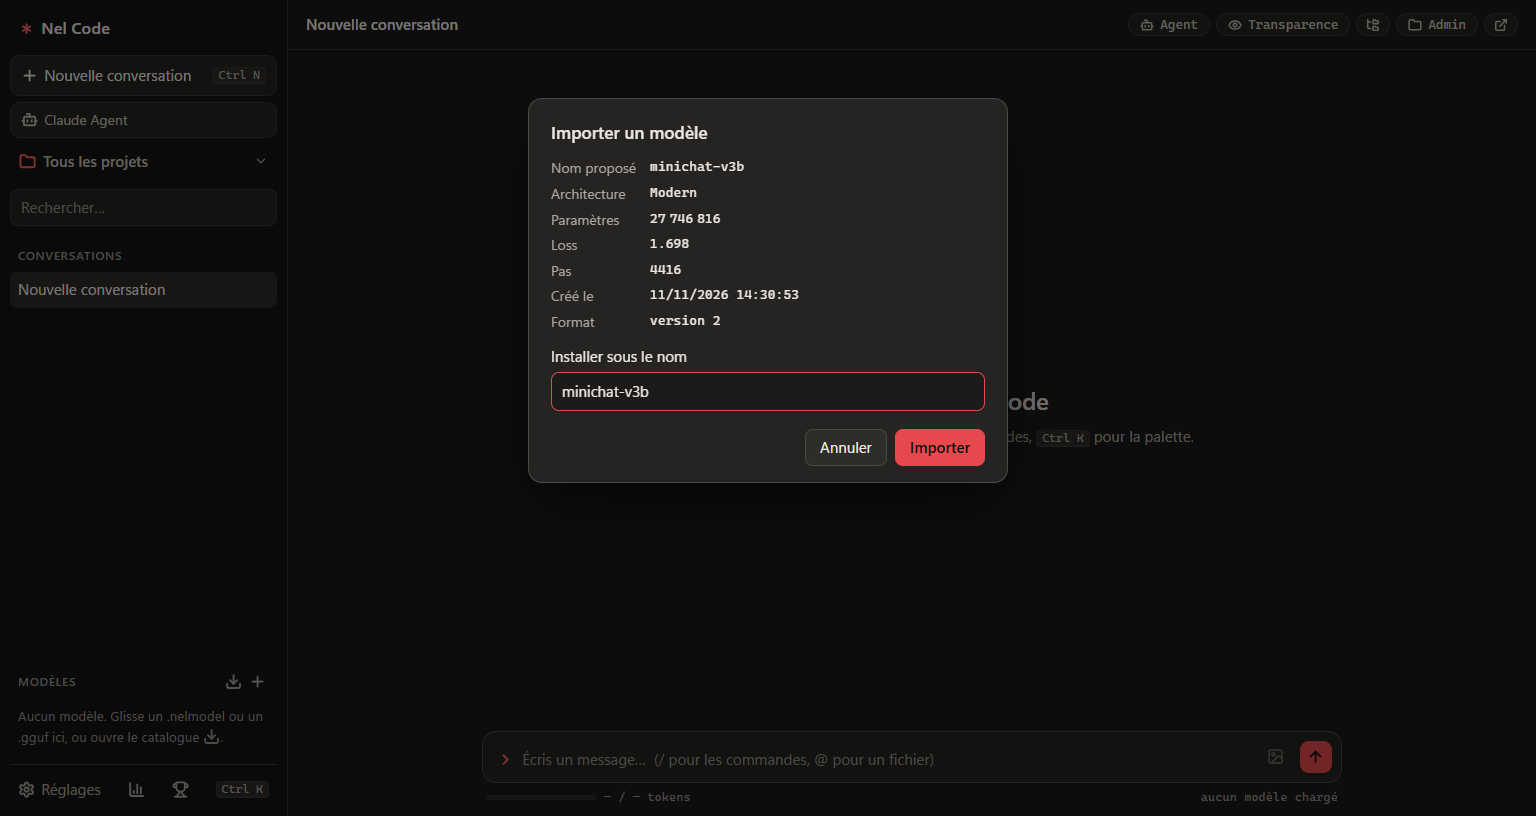 Nel Code
Nouvelle conversation Ctrl N
Claude Agent
Tous les projets
Rechercher...
CONVERSATIONS
Nouvelle conversation
MODÈLES
Aucun modèle. Glisse un .nelmodel ou un
.gguf ici, ou ouvre le catalogue .
Réglages Ctrl K
Nouvelle conversation
Agent Transparence Admin
Importer un modèle
Nom proposé minichat-v3b
Architecture Modern
Paramètres 27 746 816
Loss 1.698
Pas 4416
Créé le 11/11/2026 14:30:53
Format version 2
Installer sous le nom
minichat-v3b
Annuler Importer
ode
des, Ctrl K pour la palette.
Écris un message... (/ pour les commandes, @ pour un fichier)
– / – tokens
aucun modèle chargé